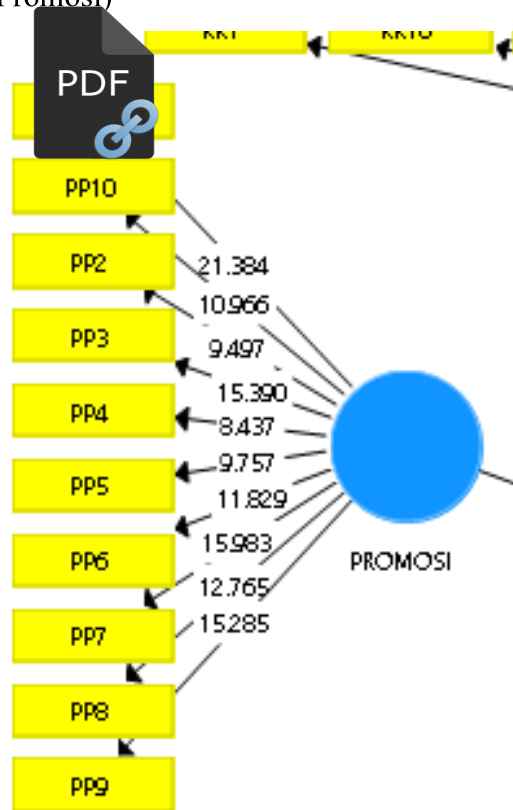 Promosi)
KK1 KK10
PDF
PP10
PP2
PP3
PP4
PP5
PP6
PP7
PP8
PP9
21.384
10.966
9.497
15.390
8.437
9.757
11.829
15.983
12.765
15.285
PROMOSI